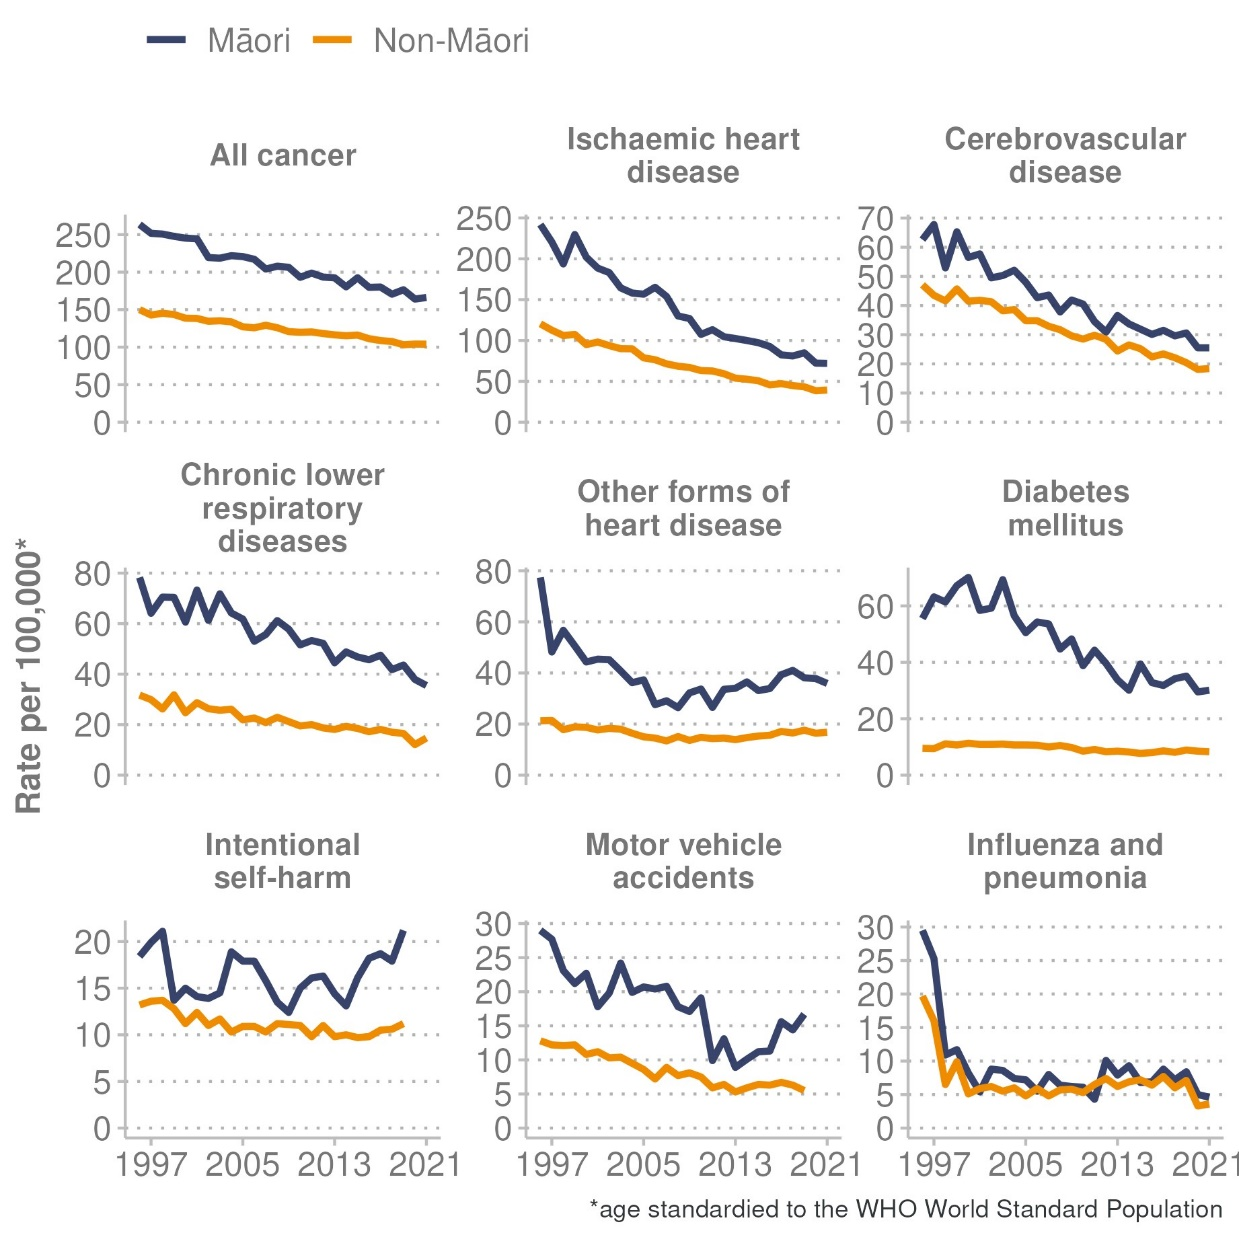 Māori Non-Māori
All cancer
Ischaemic heart
disease
Cerebrovascular
disease
250
200
150
100
50
0
250
200
150
100
50
0
70
60
50
40
30
20
10
0
Chronic lower
respiratory
diseases
Other forms of
heart disease
Diabetes
mellitus
Rate per 100,000*
80
60
40
20
0
80
60
40
20
0
60
40
20
0
Intentional
self-harm
Motor vehicle
accidents
Influenza and
pneumonia
20
15
10
5
0
30
25
20
15
10
5
0
30
25
20
15
10
5
0
1997 2005 2013 2021
1997 2005 2013 2021
1997 2005 2013 2021
*age standardied to the WHO World Standard Population